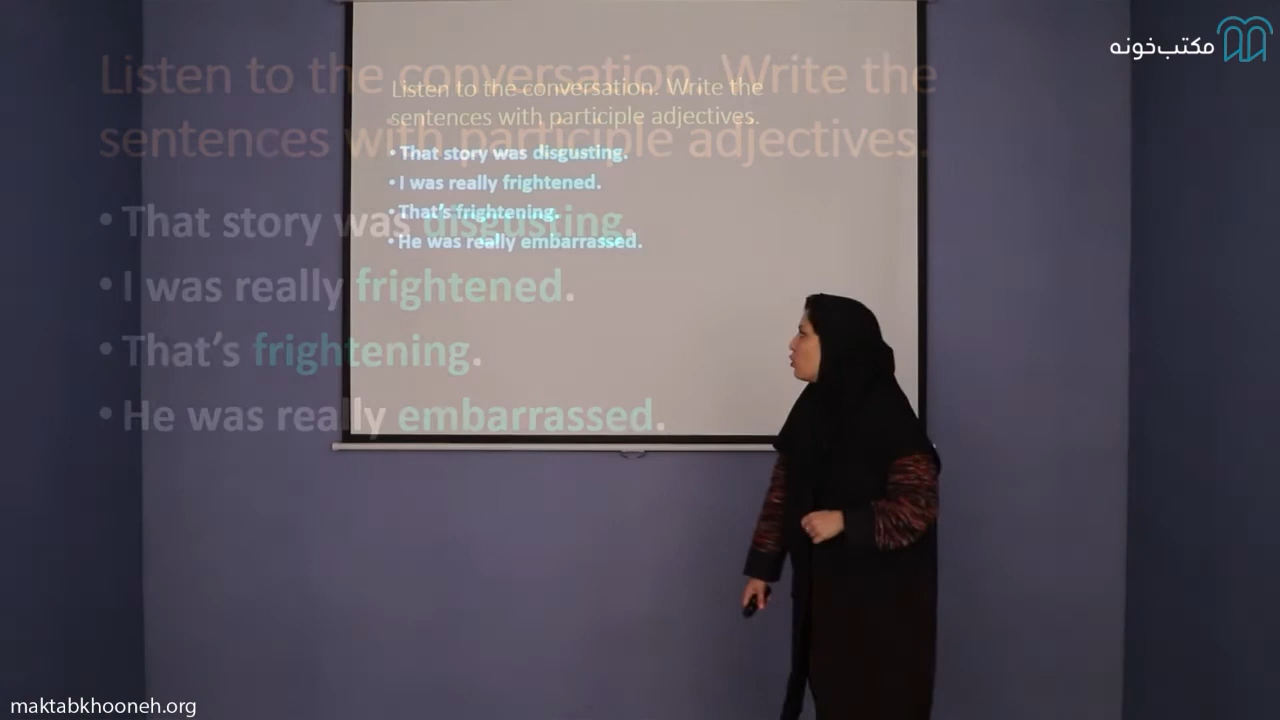 مکتب‌خونه
Listen to the conversation. Write the
sentences with participle adjectives.
• That story was disgusting.
• I was really frightened.
• That's frightening.
• He was really embarrassed.
Listen to the conversation. Write the
sentences with participle adjectives.
• That story was disgusting.
• I was really frightened.
• That's frightening.
• He was really embarrassed.
maktabkhooneh.org